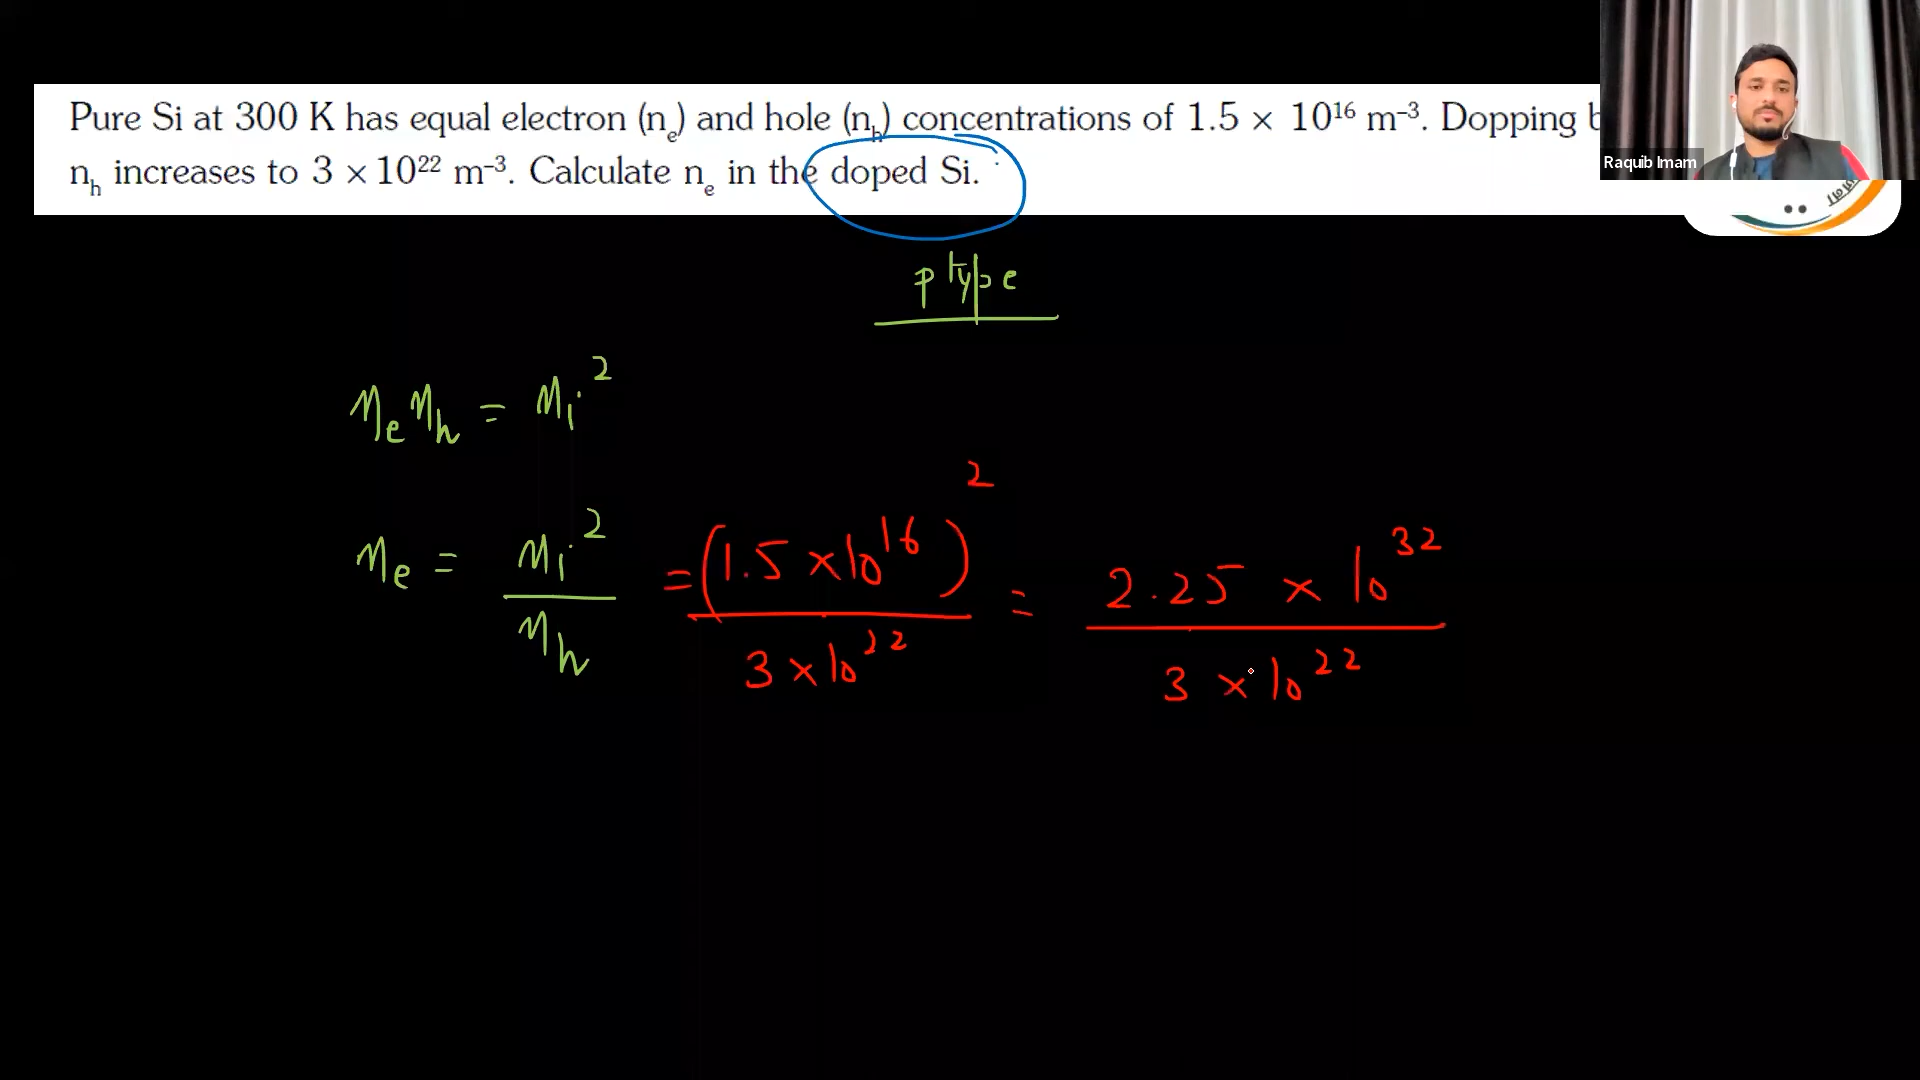 Pure Si at 300 K has equal electron (nₑ) and hole (nₕ) concentrations of 1.5 × 10¹⁶ m⁻³. Dopping
nₕ increases to 3 × 10²² m⁻³. Calculate nₑ in the doped Si.
Raquib Imam
p type
nₑ nₕ = nᵢ²
nₑ = nᵢ² / nₕ = (1.5 × 10¹⁶)² / 3 × 10²² = 2.25 × 10³² / 3 × 10²²